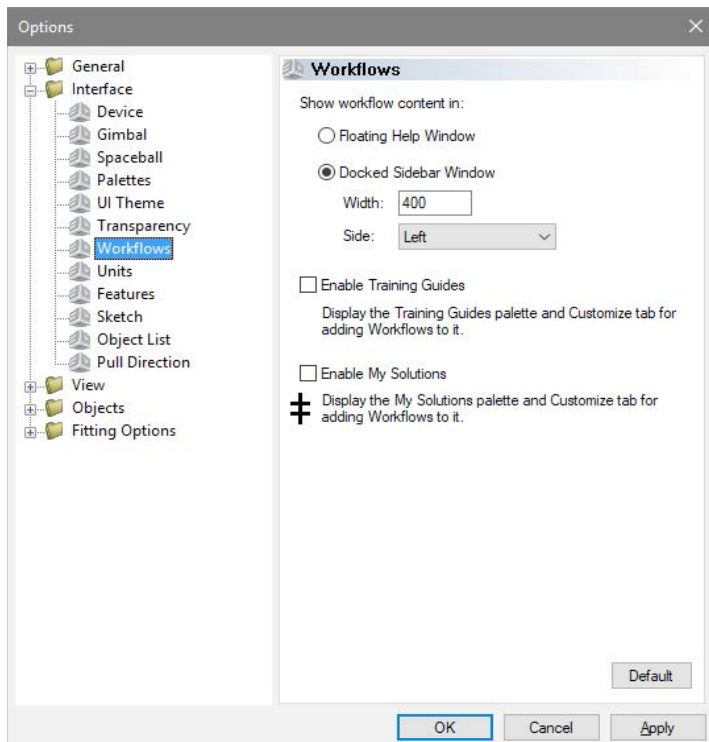 Options
General
Interface
Device
Gimbal
Spaceball
Palettes
UI Theme
Transparency
Workflows
Units
Features
Sketch
Object List
Pull Direction
View
Objects
Fitting Options
Workflows
Show workflow content in:
Floating Help Window
Docked Sidebar Window
Width: 400
Side: Left
Enable Training Guides
Display the Training Guides palette and Customize tab for
adding Workflows to it.
Enable My Solutions
Display the My Solutions palette and Customize tab for
adding Workflows to it.
Default
OK Cancel Apply